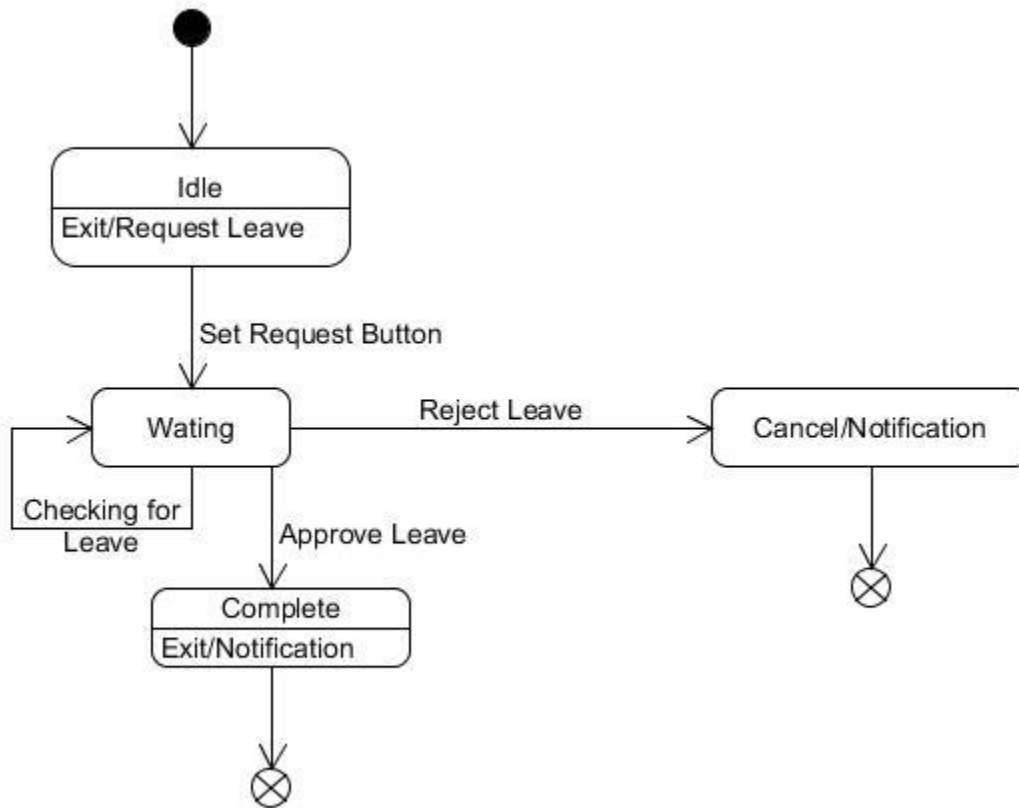 Idle
Exit/Request Leave
Set Request Button
Wating
Reject Leave
Cancel/Notification
Checking for
Leave
Approve Leave
Complete
Exit/Notification